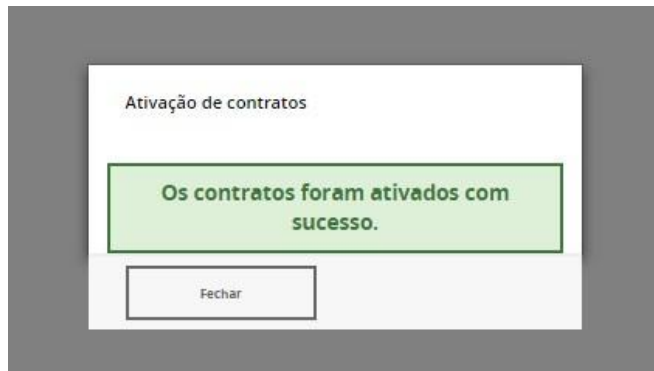 Ativação de contratos
Os contratos foram ativados com
sucesso.
Fechar